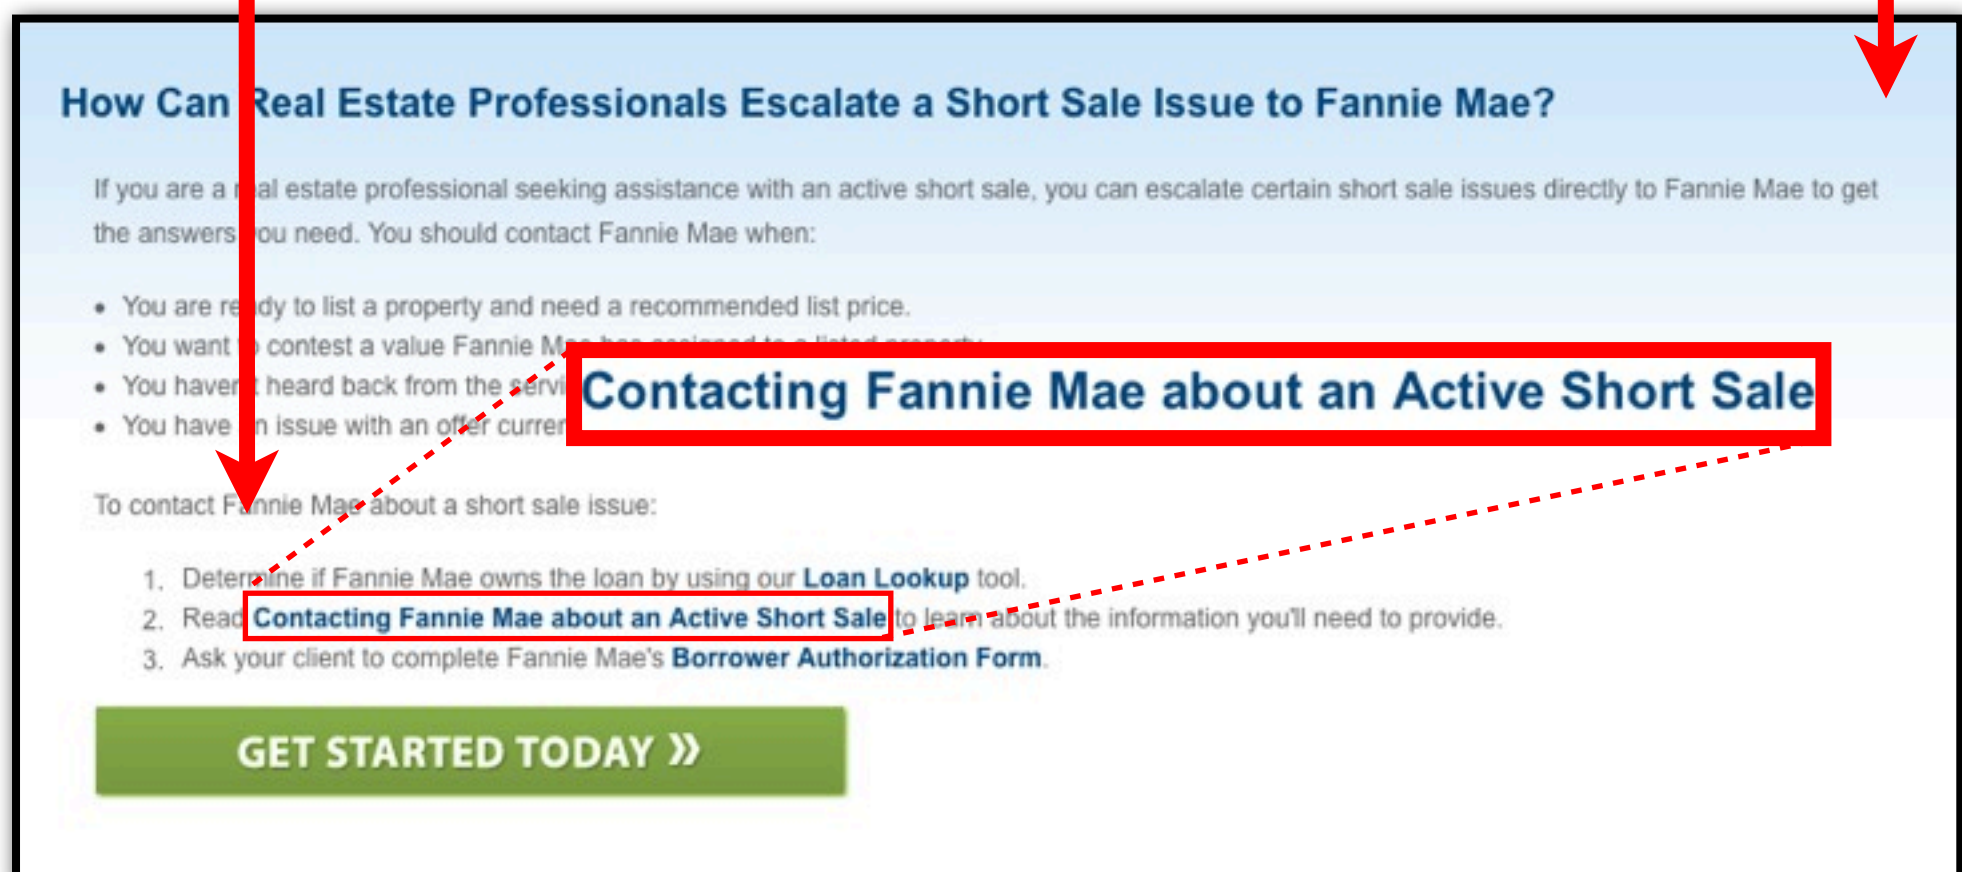 How Can Real Estate Professionals Escalate a Short Sale Issue to Fannie Mae?
If you are a real estate professional seeking assistance with an active short sale, you can escalate certain short sale issues directly to Fannie Mae to get
the answers you need. You should contact Fannie Mae when:
• You are ready to list a property and need a recommended list price.
• You want to contest a value Fannie Mae has assigned to a listed property.
• You haven't heard back from the
Contacting Fannie Mae about an Active Short Sale
• You have an issue with an offer
To contact Fannie Mae about a short sale issue:
1. Determine if Fannie Mae owns the loan by using our Loan Lookup tool.
2. Read Contacting Fannie Mae about an Active Short Sale to learn about the information you'll need to provide.
3. Ask your client to complete Fannie Mae's Borrower Authorization Form.
GET STARTED TODAY »